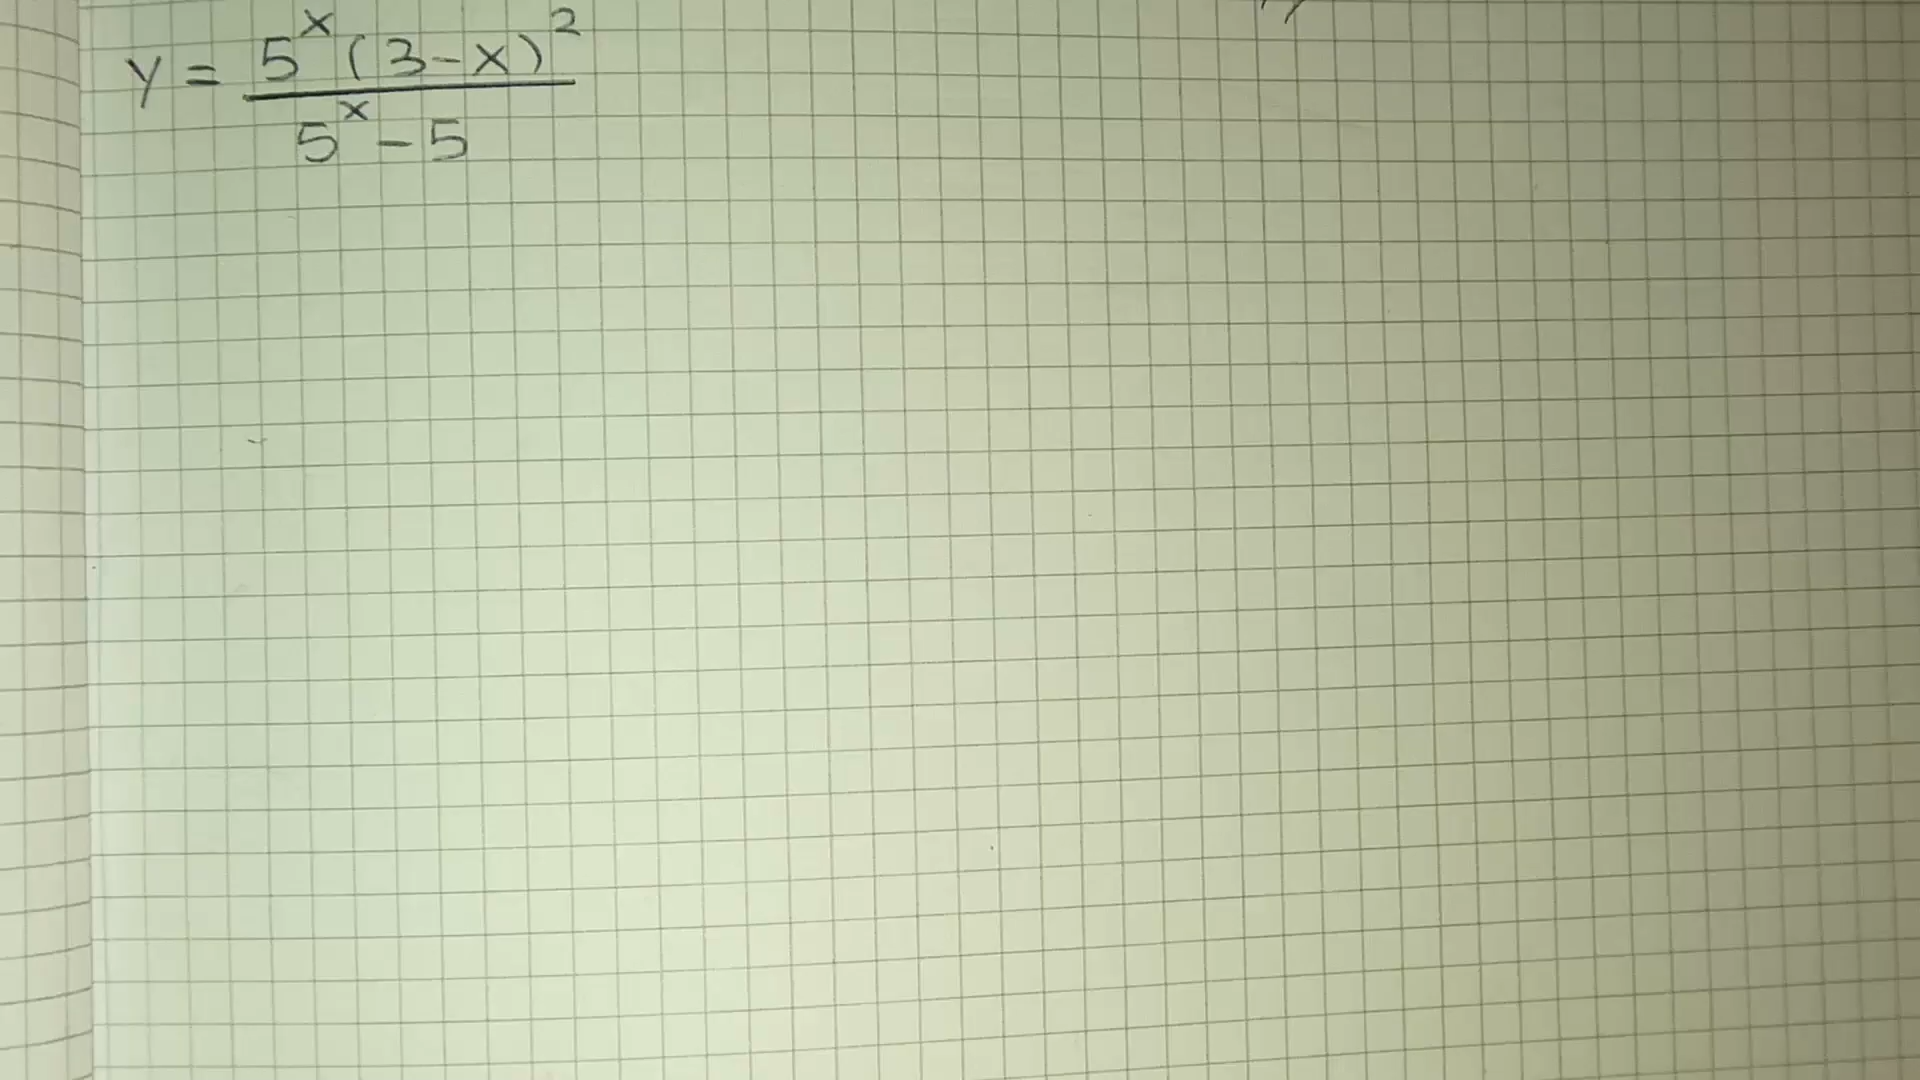 y = 5^x (3-x)^2 / 5^x - 5